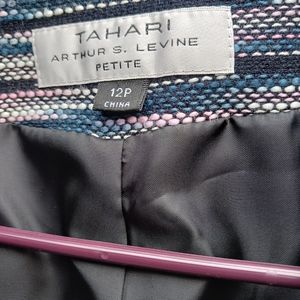 TAHARI
ARTHUR S. LEVINE
PETITE
12P
CHINA